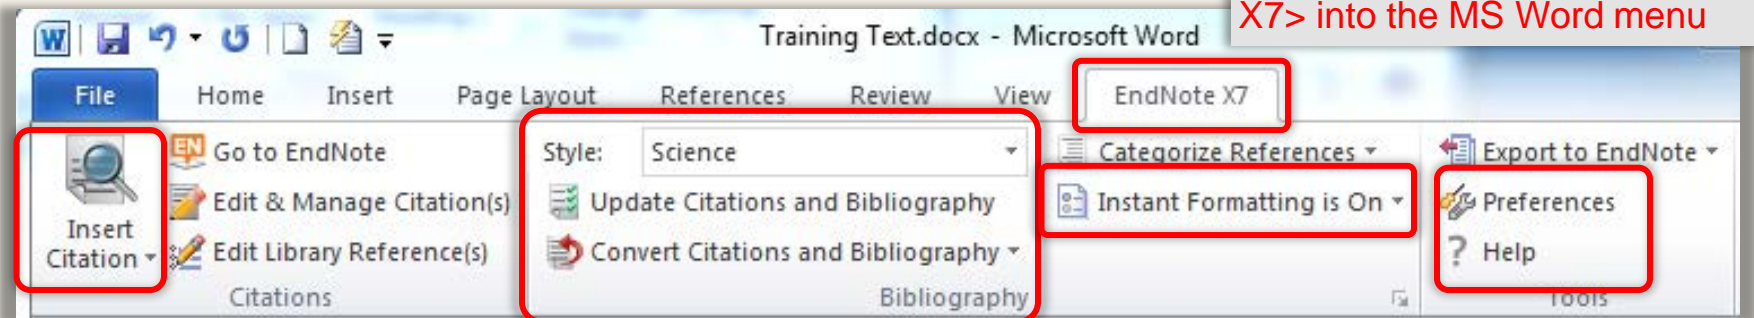 X7> into the MS Word menu
Training Text.docx - Microsoft Word
File Home Insert Page Layout References Review View EndNote X7
Insert Citation
Go to EndNote
Edit & Manage Citation(s)
Edit Library Reference(s)
Citations
Style: Science
Update Citations and Bibliography
Convert Citations and Bibliography
Categorize References
Instant Formatting is On
Bibliography
Export to EndNote
Preferences
? Help
Tools